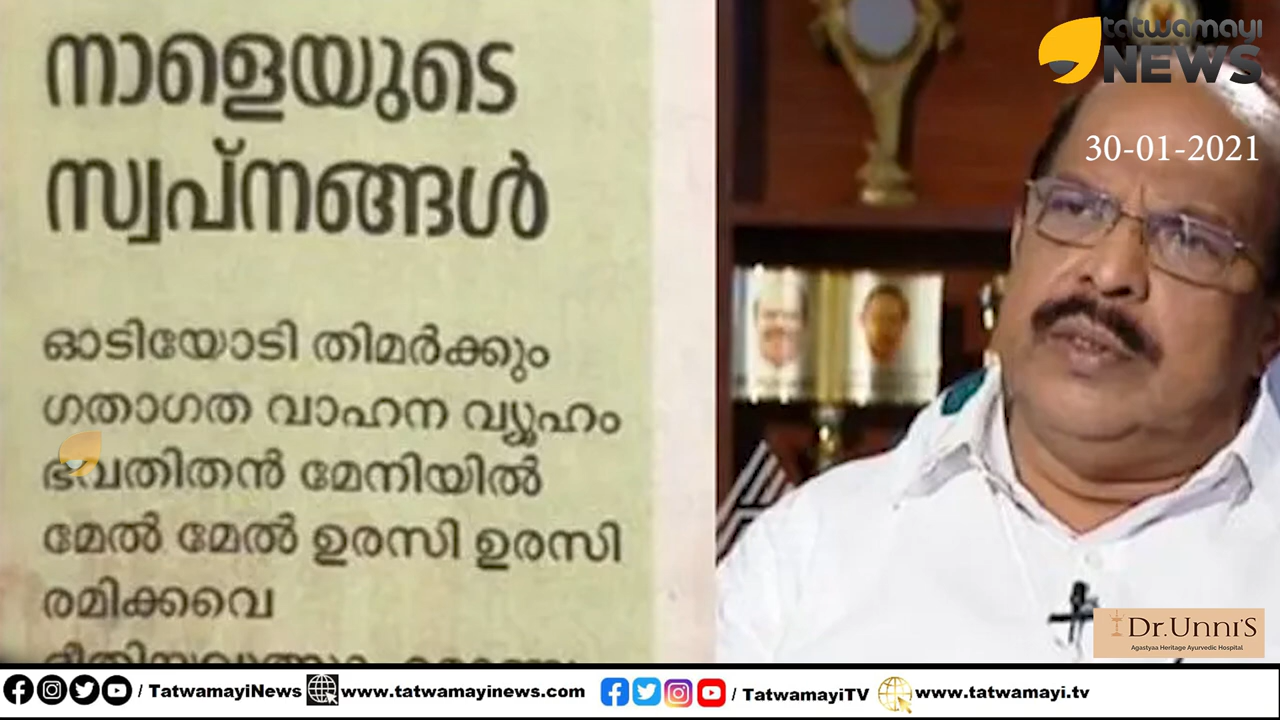 നാളെയുടെ
സ്വപ്നങ്ങൾ
ഓടിയോടി തിമർക്കും
ഗതാഗത വാഹന വ്യൂഹം
ഭവതിതൻ മേനിയിൽ
മേൽ മേൽ ഉരസി ഉരസി
രമിക്കവെ
tatwamayi
NEWS
30-01-2021
Dr.Unni's
Agastyaa Heritage Ayurvedic Hospital
/ TatwamayiNews www.tatwamayinews.com / TatwamayiTV www.tatwamayi.tv